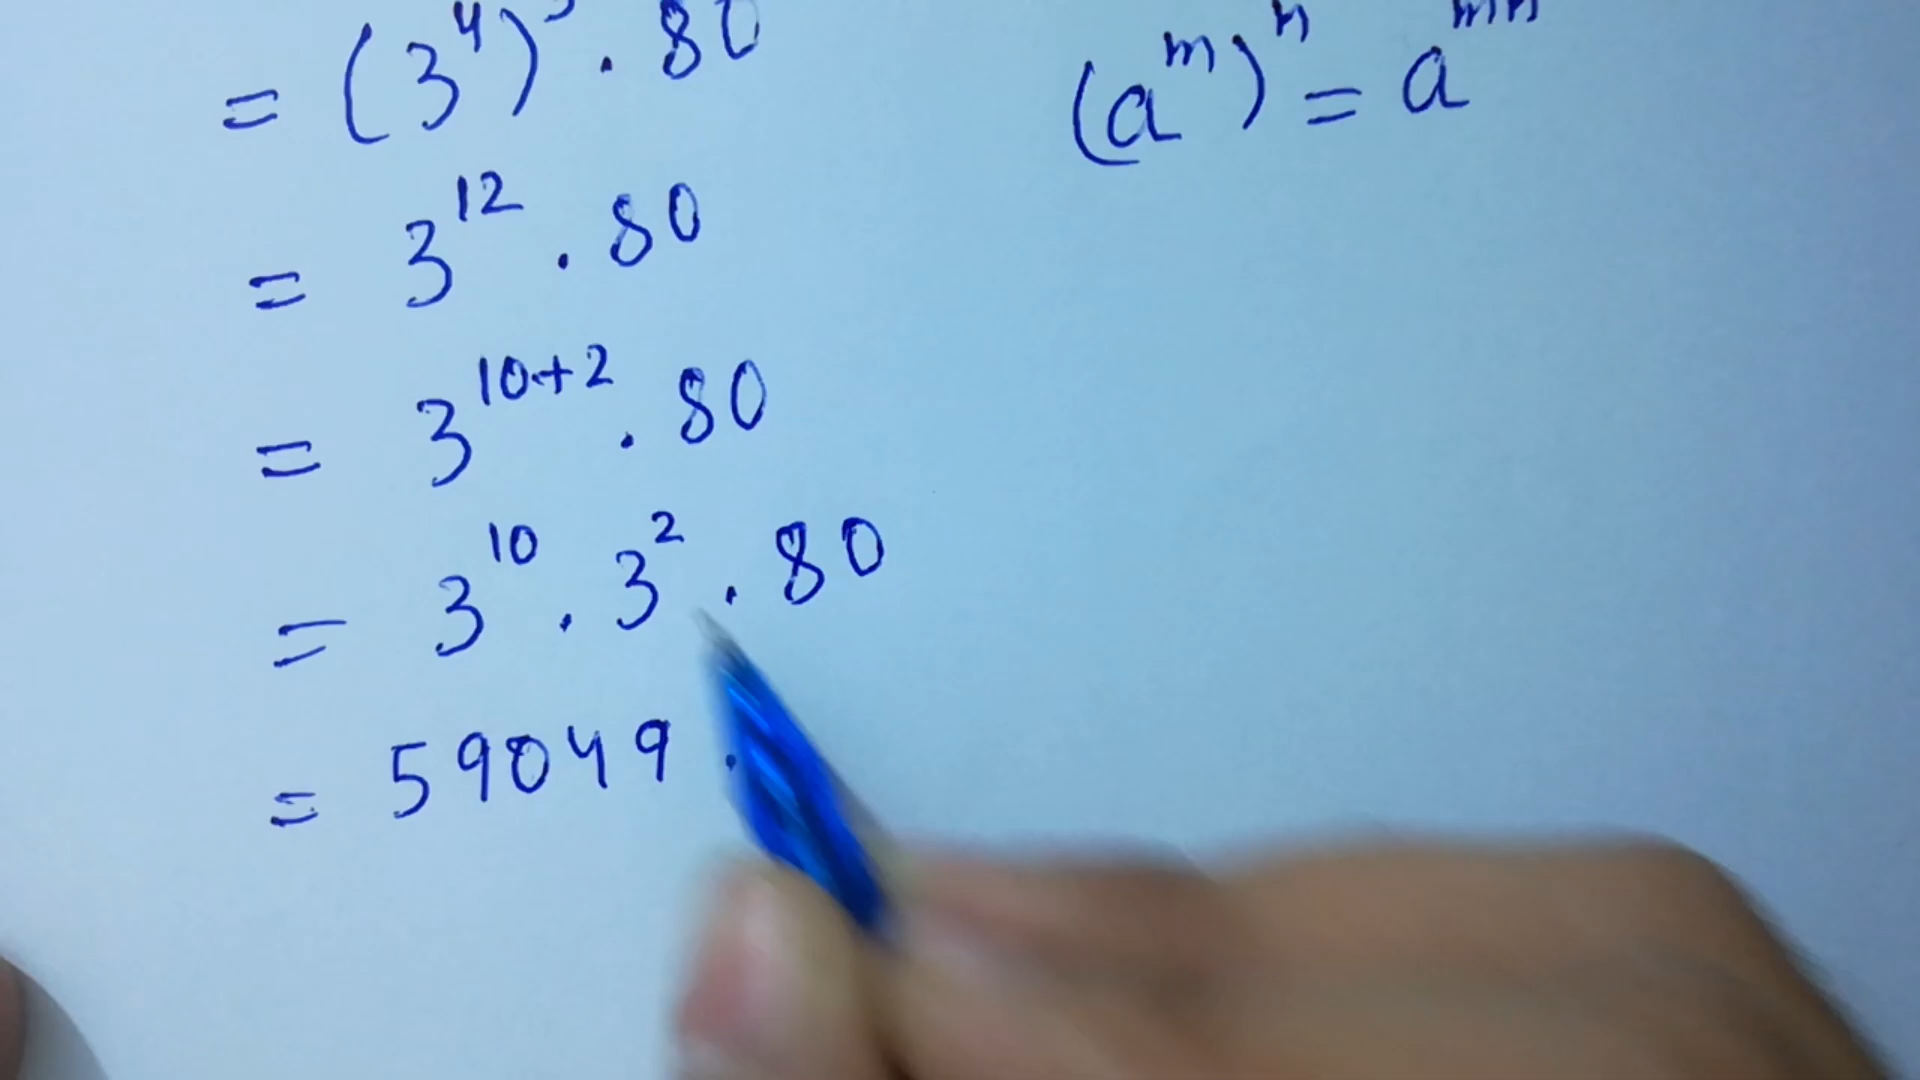 = (3⁴)³ . 80
(aᵐ)ⁿ = aᵐⁿ
= 3¹² . 80
= 3¹⁰⁺² . 80
= 3¹⁰ . 3² . 80
= 59049 .